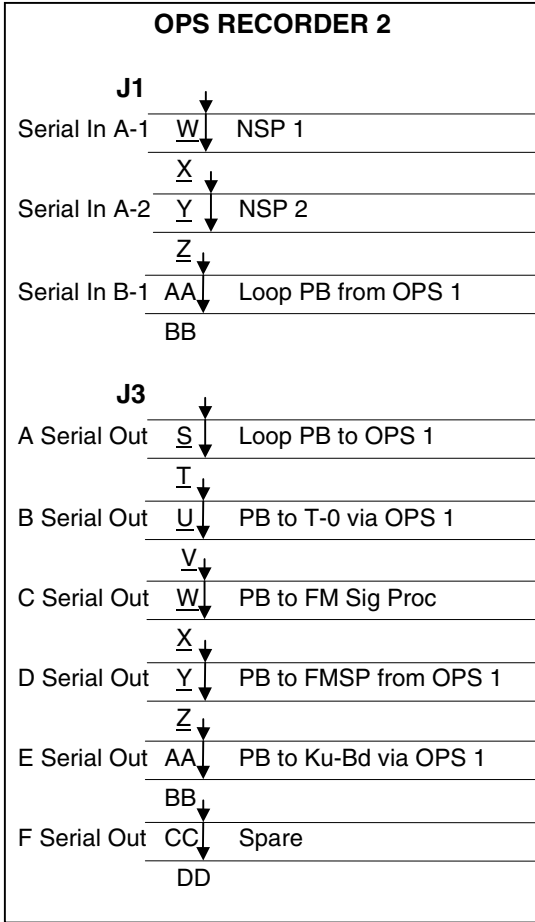 OPS RECORDER 2
J1
Serial In A-1 W NSP 1
X
Serial In A-2 Y NSP 2
Z
Serial In B-1 AA Loop PB from OPS 1
BB
J3
A Serial Out S Loop PB to OPS 1
T
B Serial Out U PB to T-0 via OPS 1
V
C Serial Out W PB to FM Sig Proc
X
D Serial Out Y PB to FMSP from OPS 1
Z
E Serial Out AA PB to Ku-Bd via OPS 1
BB
F Serial Out CC Spare
DD